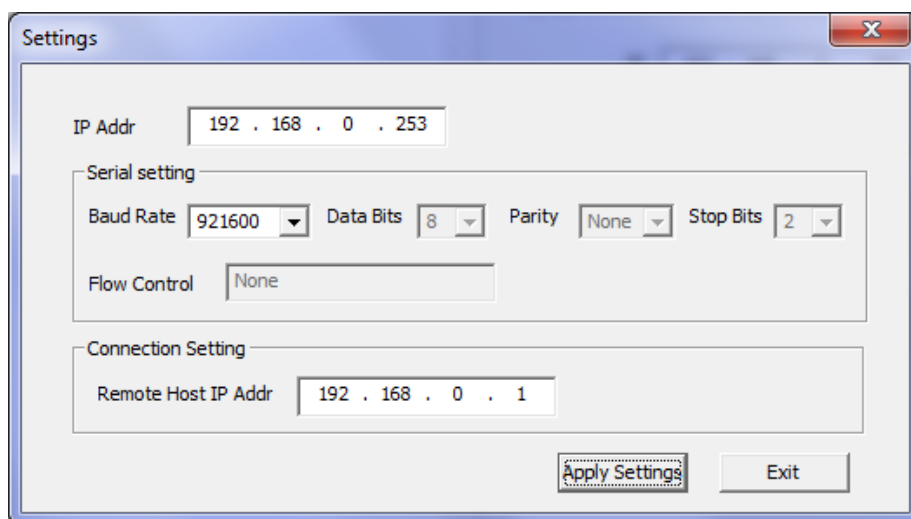 Settings
IP Addr 192 . 168 . 0 . 253
Serial setting
Baud Rate 921600 Data Bits 8 Parity None Stop Bits 2
Flow Control None
Connection Setting
Remote Host IP Addr 192 . 168 . 0 . 1
Apply Settings Exit